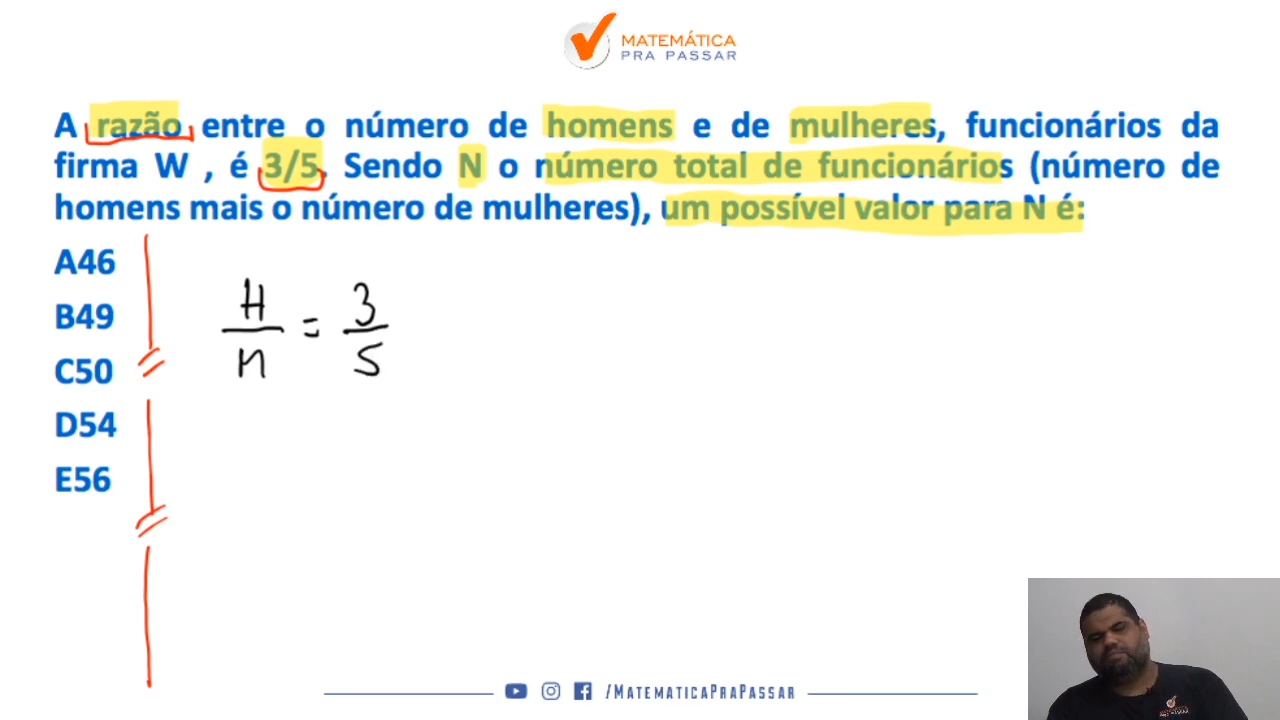 MATEMÁTICA
PRA PASSAR
A razão entre o número de homens e de mulheres, funcionários da
firma W , é 3/5. Sendo N o número total de funcionários (número de
homens mais o número de mulheres), um possível valor para N é:
A46
B49
C50
D54
E56
H
M
=
3
5
/MATEMATICAPRAPASSAR